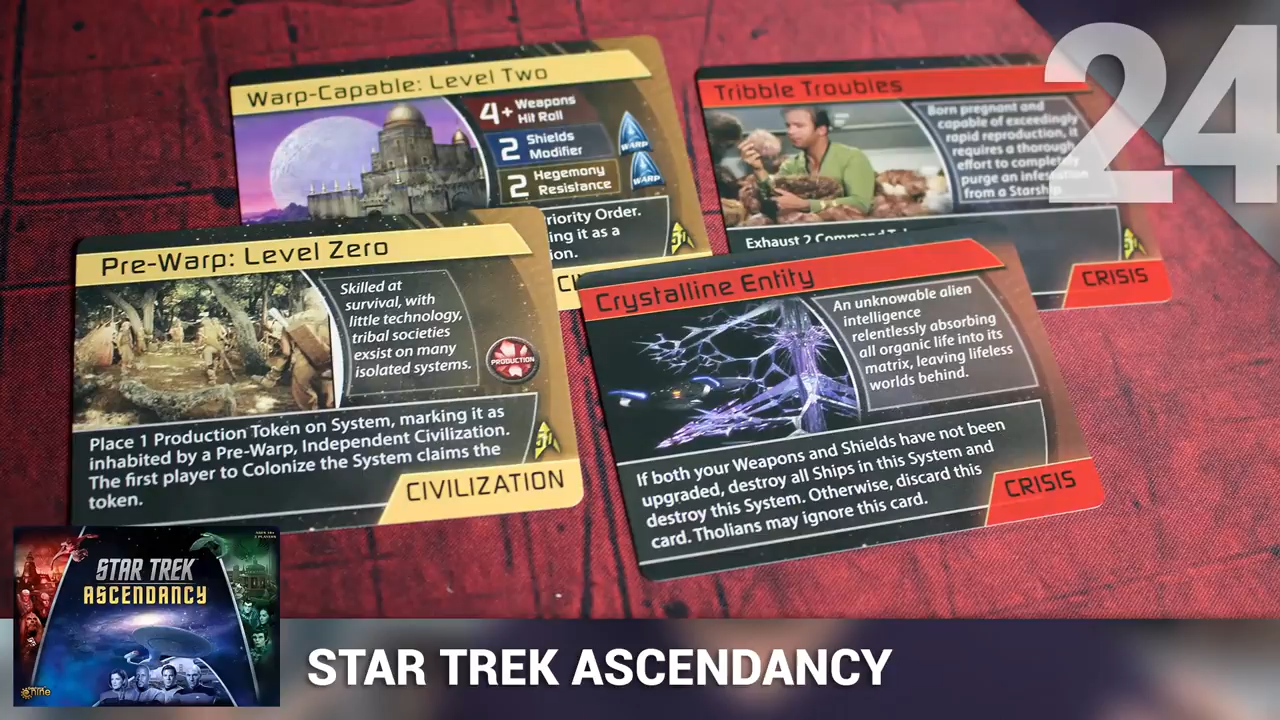 24
Warp-Capable: Level Two
4+ Weapons
Hit Roll
2 Shields
Modifier
2 Hegemony
Resistance
WARP
WARP
riority Order.
ing it as a
ion.
Tribble Troubles
Born pregnant and
capable of exceedingly
rapid reproduction, it
requires a thorough
effort to completely
purge an infestation
from a Starship
Exhaust 2 Command
CRISIS
Pre-Warp: Level Zero
Skilled at
survival, with
little technology,
tribal societies
exsist on many
isolated systems.
PRODUCTION
Place 1 Production Token on System, marking it as
inhabited by a Pre-Warp, Independent Civilization.
The first player to Colonize the System claims the
token.
CIVILIZATION
Crystalline Entity
An unknowable alien
intelligence
relentlessly absorbing
all organic life into its
matrix, leaving lifeless
worlds behind.
If both your Weapons and Shields have not been
upgraded, destroy all Ships in this System and
destroy this System. Otherwise, discard this
card. Tholians may ignore this card.
CRISIS
STAR TREK
ASCENDANCY
STAR TREK ASCENDANCY